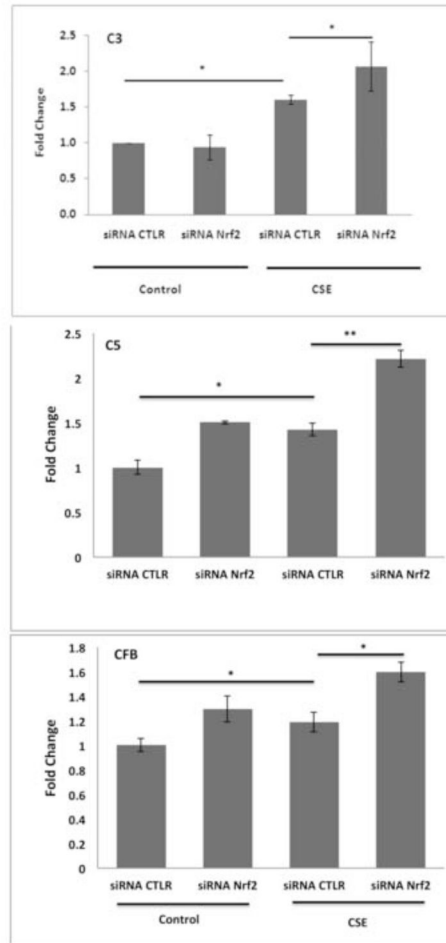 C3
*
*
Fold Change
2.5
2.0
1.5
1.0
0.5
0.0
siRNA CTLR siRNA Nrf2 siRNA CTLR siRNA Nrf2
Control CSE
C5
**
*
Fold Change
2.5
2
1.5
1
0.5
0
siRNA CTLR siRNA Nrf2 siRNA CTLR siRNA Nrf2
CFB
*
*
Fold Change
1.8
1.6
1.4
1.2
1
0.8
0.6
0.4
0.2
0
siRNA CTLR siRNA Nrf2 siRNA CTLR siRNA Nrf2
Control CSE